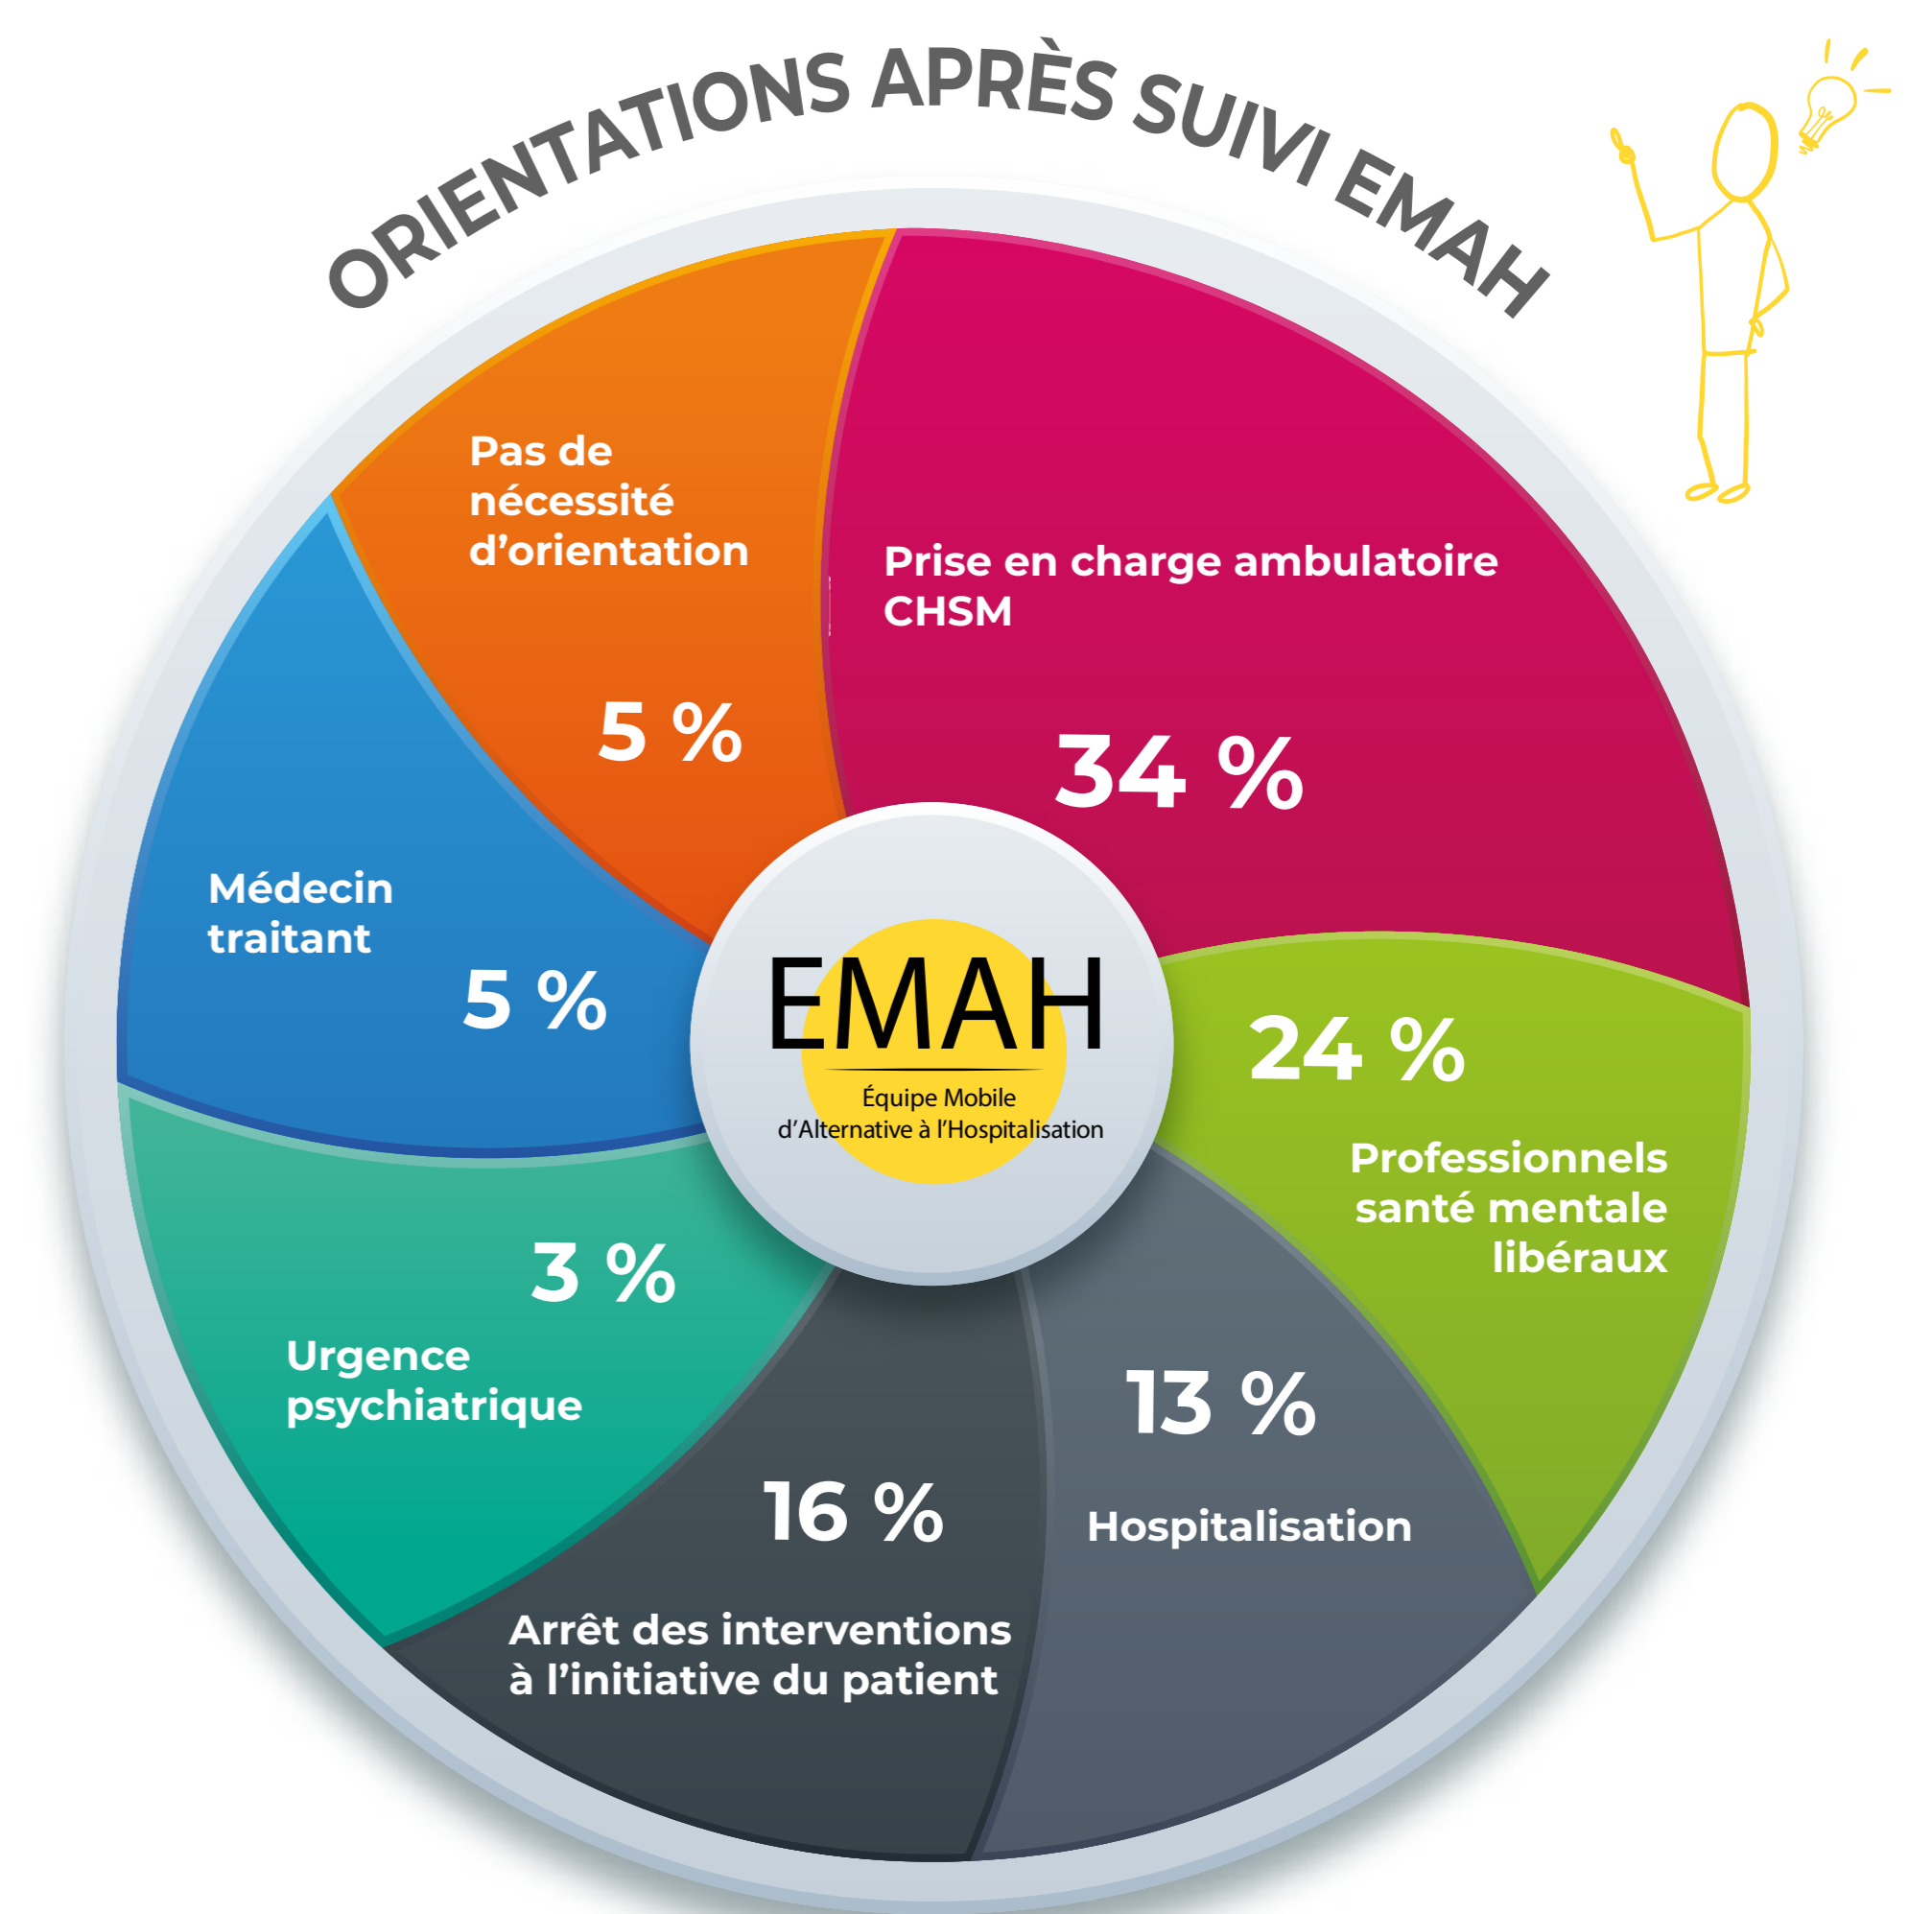 ORIENTATIONS APRÈS SUIVI EMAH
Pas de
nécessité
d'orientation
5 %
Prise en charge ambulatoire
CHSM
34 %
Médecin
traitant
5 %
EMAH
Équipe Mobile
d'Alternative à l'Hospitalisation
24 %
Professionnels
santé mentale
libéraux
3 %
Urgence
psychiatrique
13 %
Hospitalisation
16 %
Arrêt des interventions
à l'initiative du patient